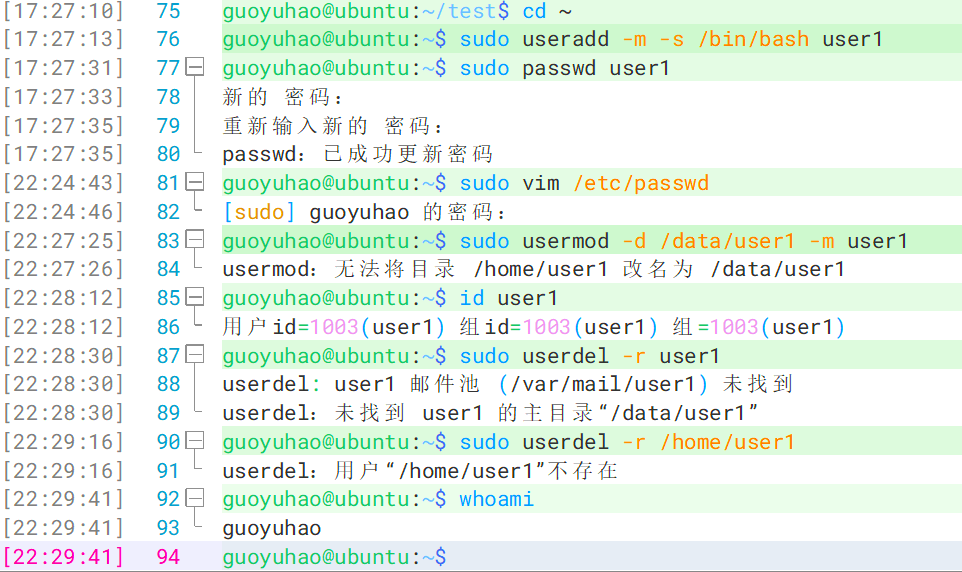 [17:27:10] 75 guoyuhao@ubuntu:~/test$ cd ~
[17:27:13] 76 guoyuhao@ubuntu:~$ sudo useradd -m -s /bin/bash user1
[17:27:31] 77 guoyuhao@ubuntu:~$ sudo passwd user1
[17:27:33] 78 新的 密码：
[17:27:35] 79 重新输入新的 密码：
[17:27:35] 80 passwd：已成功更新密码
[22:24:43] 81 guoyuhao@ubuntu:~$ sudo vim /etc/passwd
[22:24:46] 82 [sudo] guoyuhao 的密码：
[22:27:25] 83 guoyuhao@ubuntu:~$ sudo usermod -d /data/user1 -m user1
[22:27:26] 84 usermod：无法将目录 /home/user1 改名为 /data/user1
[22:28:12] 85 guoyuhao@ubuntu:~$ id user1
[22:28:12] 86 用户id=1003(user1) 组id=1003(user1) 组=1003(user1)
[22:28:30] 87 guoyuhao@ubuntu:~$ sudo userdel -r user1
[22:28:30] 88 userdel: user1 邮件池 (/var/mail/user1) 未找到
[22:28:30] 89 userdel：未找到 user1 的主目录“/data/user1”
[22:29:16] 90 guoyuhao@ubuntu:~$ sudo userdel -r /home/user1
[22:29:16] 91 userdel：用户“/home/user1”不存在
[22:29:41] 92 guoyuhao@ubuntu:~$ whoami
[22:29:41] 93 guoyuhao
[22:29:41] 94 guoyuhao@ubuntu:~$